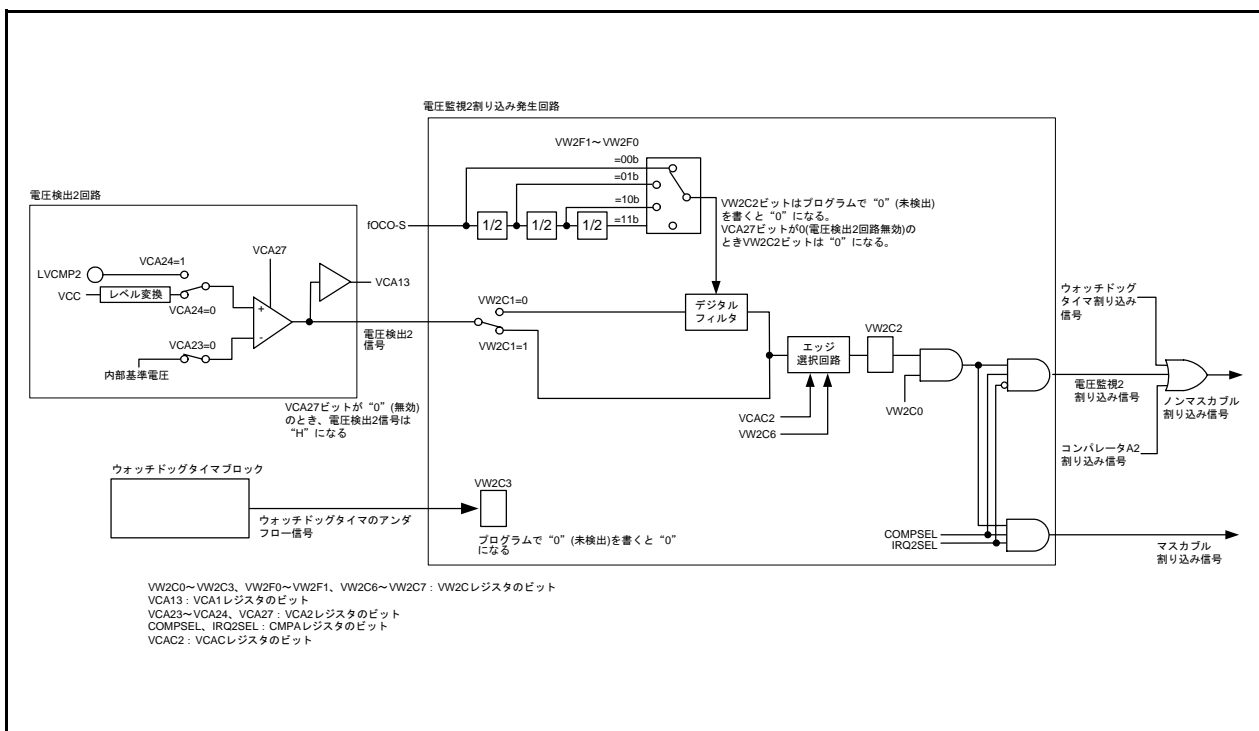 電圧監視2割り込み発生回路
VW2F1～VW2F0
=00b
=01b
=10b
=11b
fOCO-S
1/2
1/2
1/2
VW2C2ビットはプログラムで“0”(未検出)
を書くと“0”になる。
VCA27ビットが0(電圧検出2回路無効)の
ときVW2C2ビットは“0”になる。
電圧検出2回路
VCA27
LVCMP2
VCA24=1
VCC
レベル変換
VCA24=0
+
-
VCA23=0
内部基準電圧
VCA13
電圧検出2
信号
VCA27ビットが“0”(無効)
のとき、電圧検出2信号は
“H”になる
VW2C1=0
VW2C1=1
デジタル
フィルタ
エッジ
選択回路
VCAC2
VW2C6
VW2C2
VW2C0
ウォッチドッグ
タイマ割り込み
信号
電圧監視2
割り込み信号
ノンマスカブル
割り込み信号
コンパレータA2
割り込み信号
COMPSEL
IRQ2SEL
マスカブル
割り込み信号
ウォッチドッグタイマブロック
ウォッチドッグタイマのアンダ
フロー信号
VW2C3
プログラムで“0”(未検出)を書くと“0”
になる
VW2C0～VW2C3、VW2F0～VW2F1、VW2C6～VW2C7：VW2Cレジスタのビット
VCA13：VCA1レジスタのビット
VCA23～VCA24、VCA27：VCA2レジスタのビット
COMPSEL、IRQ2SEL：CMPAレジスタのビット
VCAC2：VCACレジスタのビット